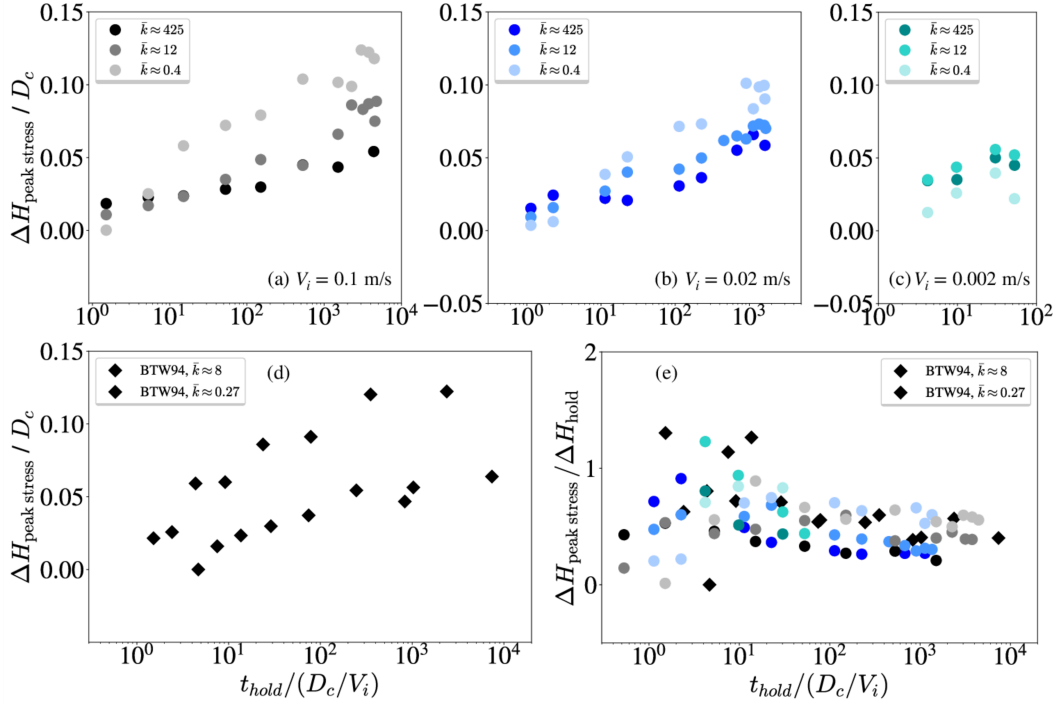 0.15
0.10
0.05
0.00
−0.05
ΔH_peak stress / D_c
k̄≈425
k̄≈12
k̄≈0.4
(a) V_i = 0.1 m/s
10^0 10^1 10^2 10^3 10^4
0.15
0.10
0.05
0.00
−0.05
k̄≈425
k̄≈12
k̄≈0.4
(b) V_i = 0.02 m/s
10^0 10^1 10^2 10^3
0.15
0.10
0.05
0.00
−0.05
k̄≈425
k̄≈12
k̄≈0.4
(c) V_i = 0.002 m/s
10^0 10^1 10^2
0.15
0.10
0.05
0.00
ΔH_peak stress / D_c
BTW94, k̄≈8
BTW94, k̄≈0.27
(d)
10^0 10^1 10^2 10^3 10^4
t_hold/(D_c/V_i)
2
1
0
ΔH_peak stress / ΔH_hold
(e)
BTW94, k̄≈8
BTW94, k̄≈0.27
10^0 10^1 10^2 10^3 10^4
t_hold/(D_c/V_i)